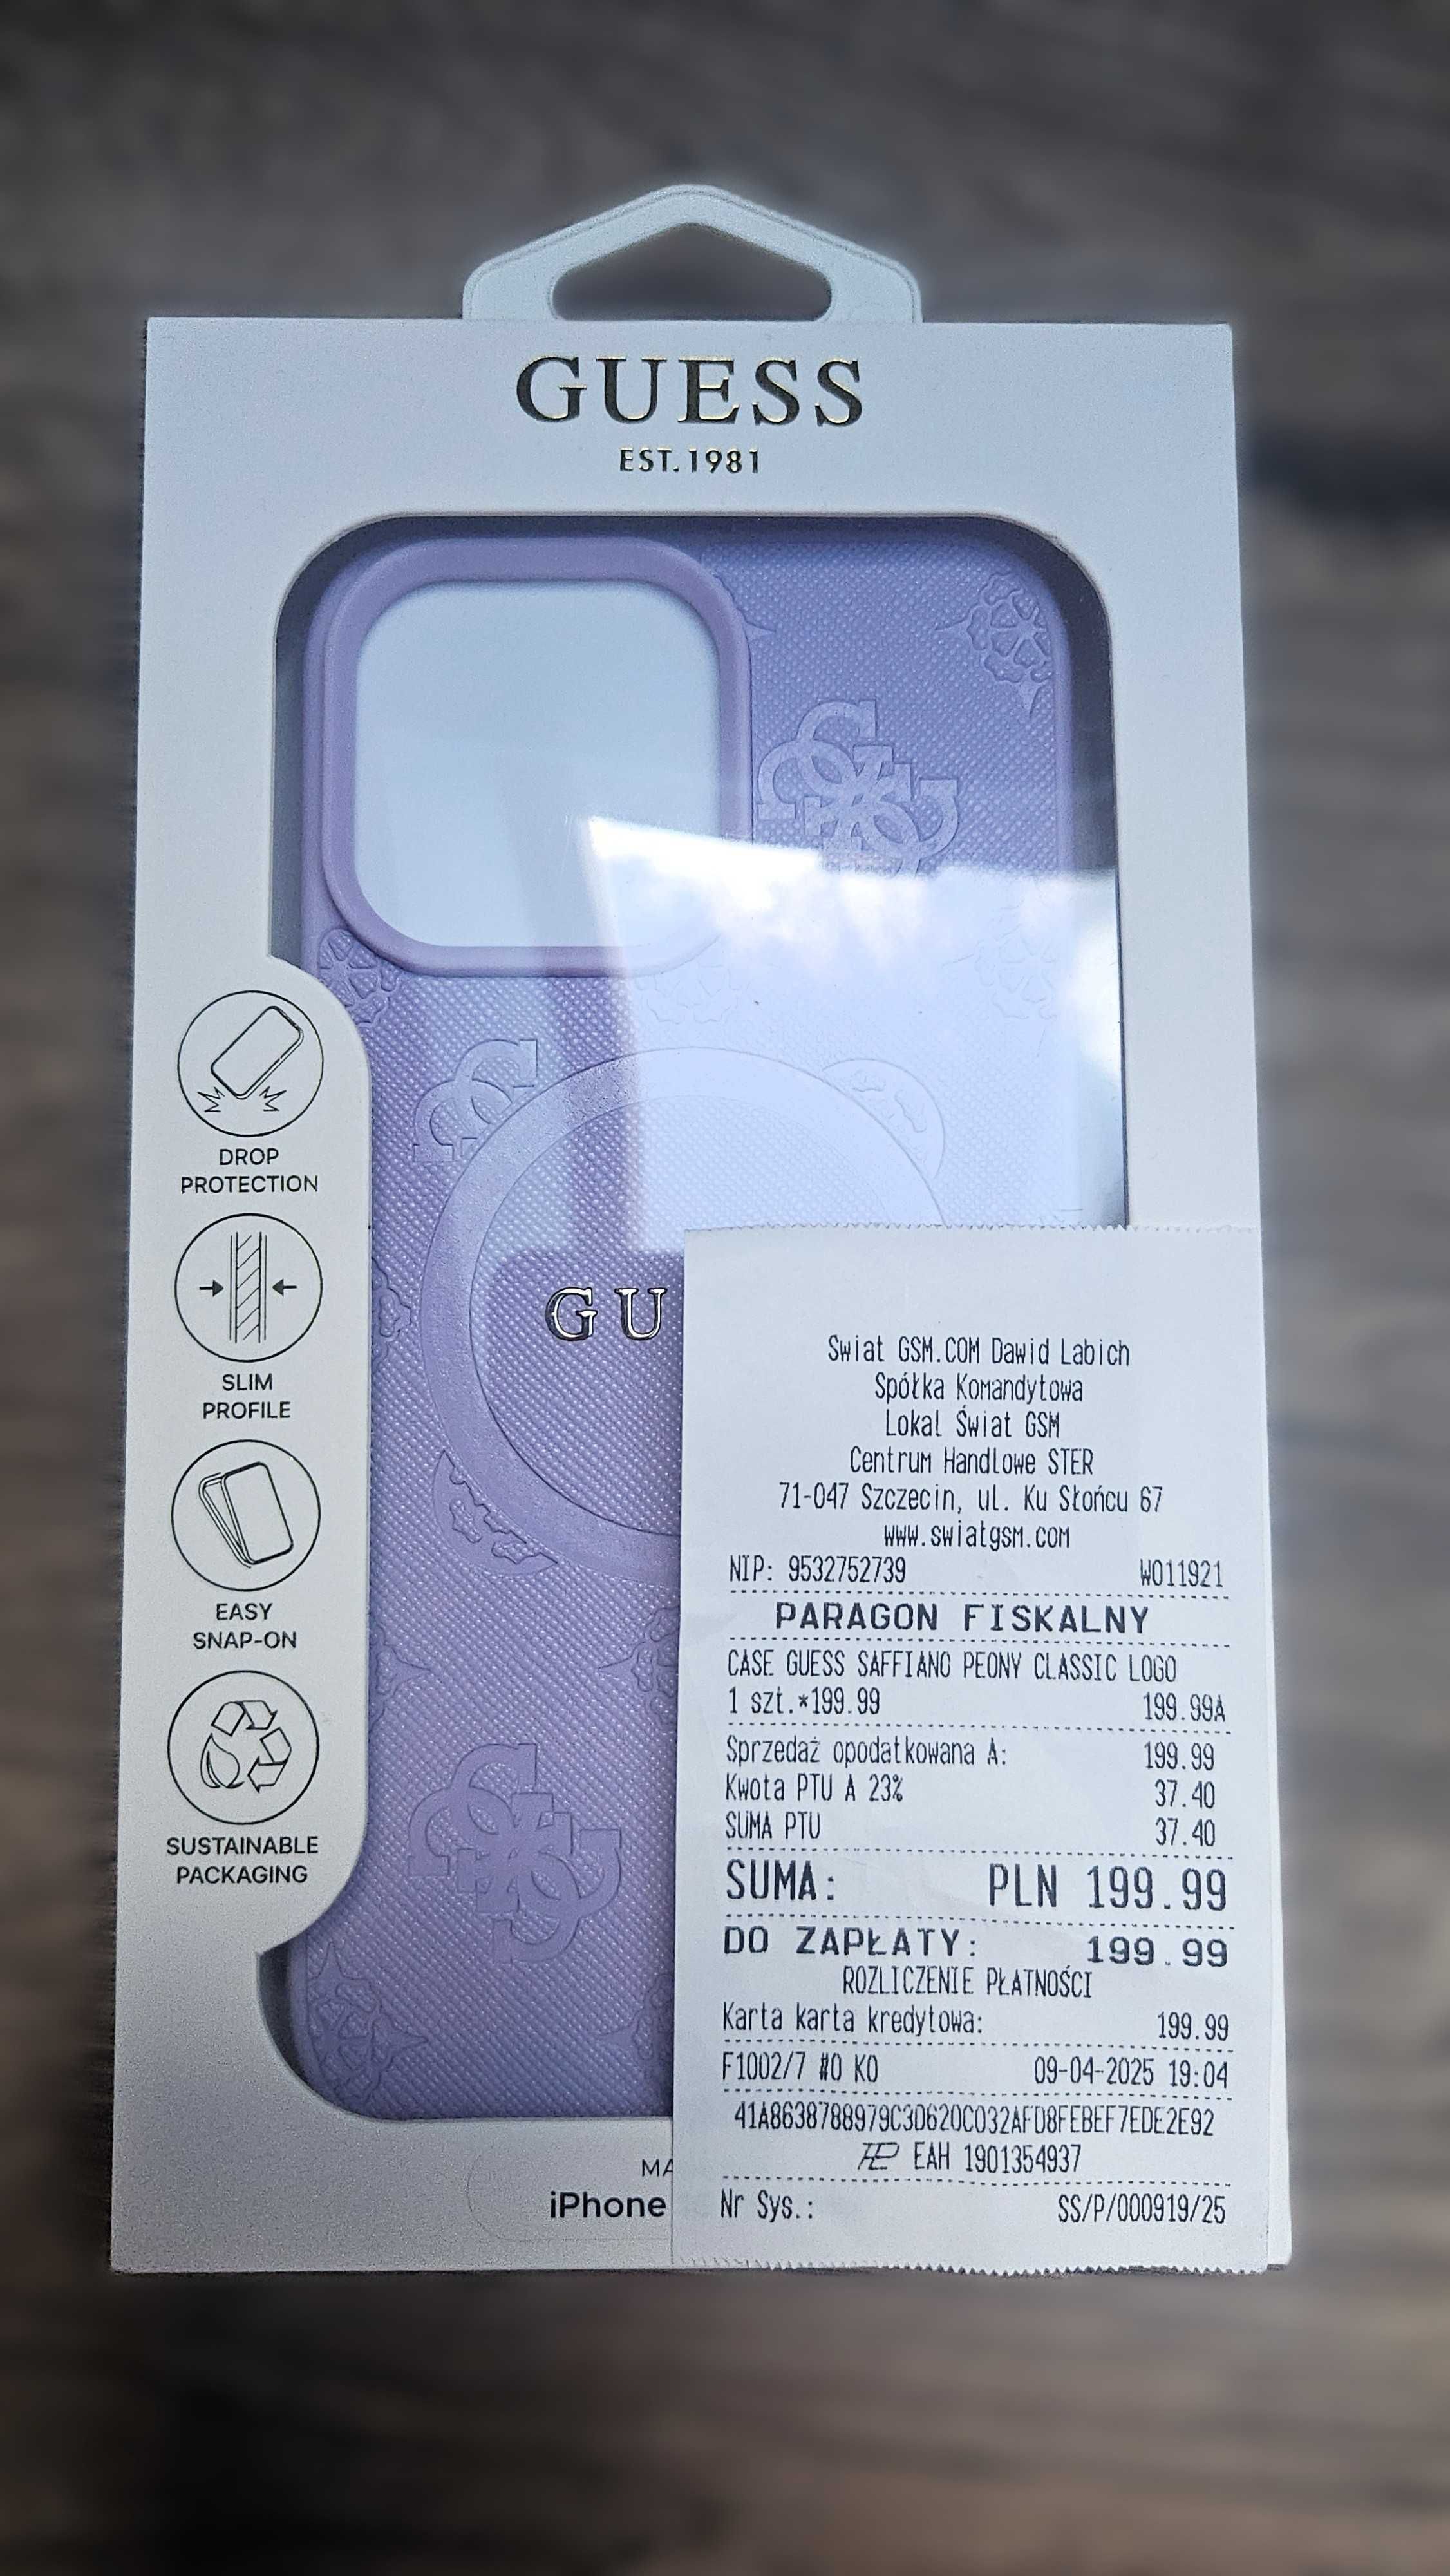 GUESS
EST.1981
DROP
PROTECTION
SLIM
PROFILE
EASY
SNAP-ON
SUSTAINABLE
PACKAGING
GU
MA
iPhone
Swiat GSM.COM Dawid Labich
Spółka Komandytowa
Lokal Świat GSM
Centrum Handlowe STER
71-047 Szczecin, ul. Ku Słońcu 67
www.swiatgsm.com
NIP: 9532752739 W011921
PARAGON FISKALNY
CASE GUESS SAFFIANO PEONY CLASSIC LOGO
1 szt.*199.99 199.99A
Sprzedaż opodatkowana A: 199.99
Kwota PTU A 23% 37.40
SUMA PTU 37.40
SUMA: PLN 199.99
DO ZAPŁATY: 199.99
ROZLICZENIE PŁATNOŚCI
Karta karta kredytowa: 199.99
F1002/7 #0 KO 09-04-2025 19:04
41A8638788979C3D620C032AFD8FEBEF7EDE2E92
EAH 1901354937
Nr Sys.: SS/P/000919/25